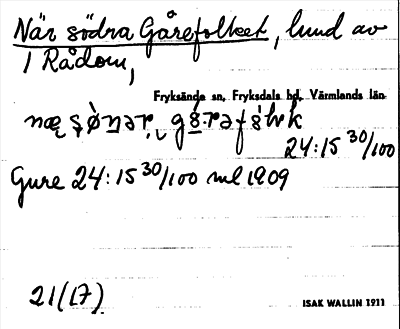 När södra Gårefolket, lund av
1 Rådom,
Fryksände sn, Fryksdals hd, Värmlands län
24:15 30/100
Gure 24:15 30/100 ml 1909
21(17)
ISAK WALLIN 1911